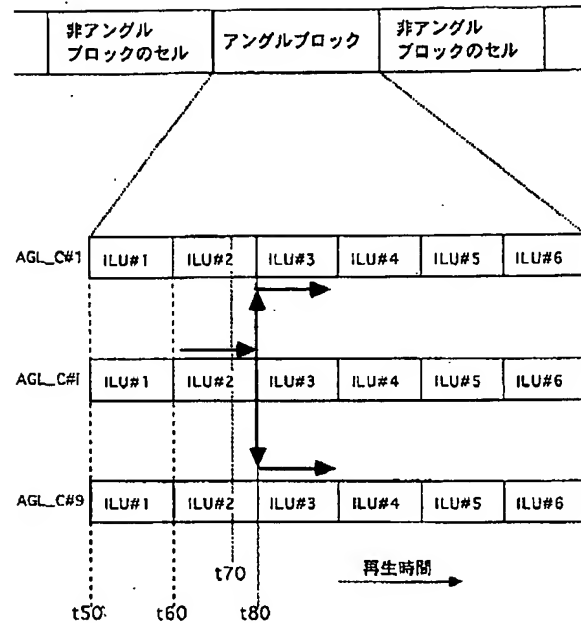 非アングル
ブロックのセル
アングルブロック
非アングル
ブロックのセル
AGL_C#1 ILU#1 ILU#2 ILU#3 ILU#4 ILU#5 ILU#6
AGL_C#i ILU#1 ILU#2 ILU#3 ILU#4 ILU#5 ILU#6
AGL_C#9 ILU#1 ILU#2 ILU#3 ILU#4 ILU#5 ILU#6
t70 再生時間
t50 t60 t80